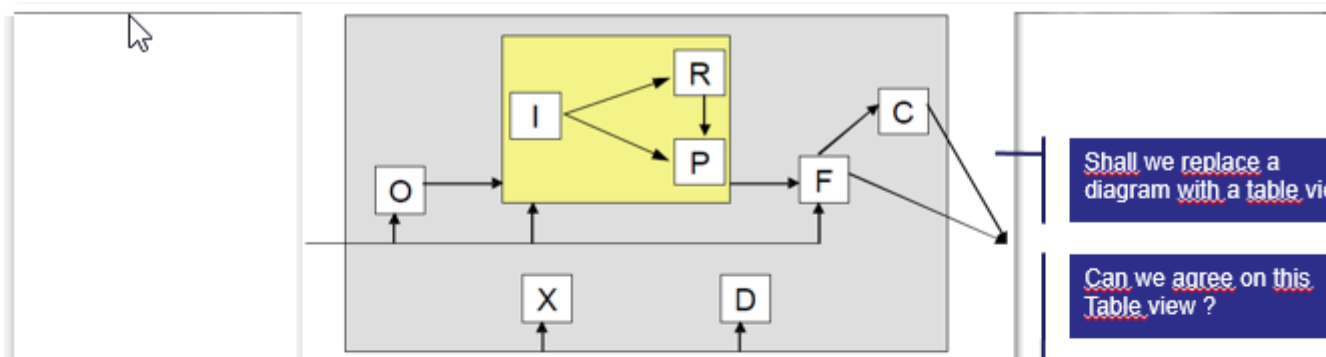 R
I
C
P
O
F
X
D
Shall we replace a
diagram with a table
Can we agree on this
Table view ?